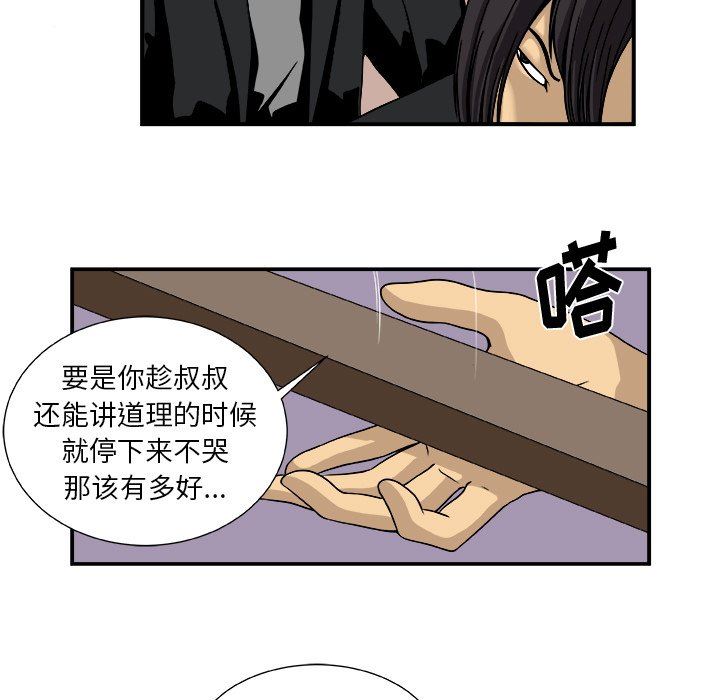 嗒
要是你趁叔叔
还能讲道理的时候
就停下来不哭
那该有多好...